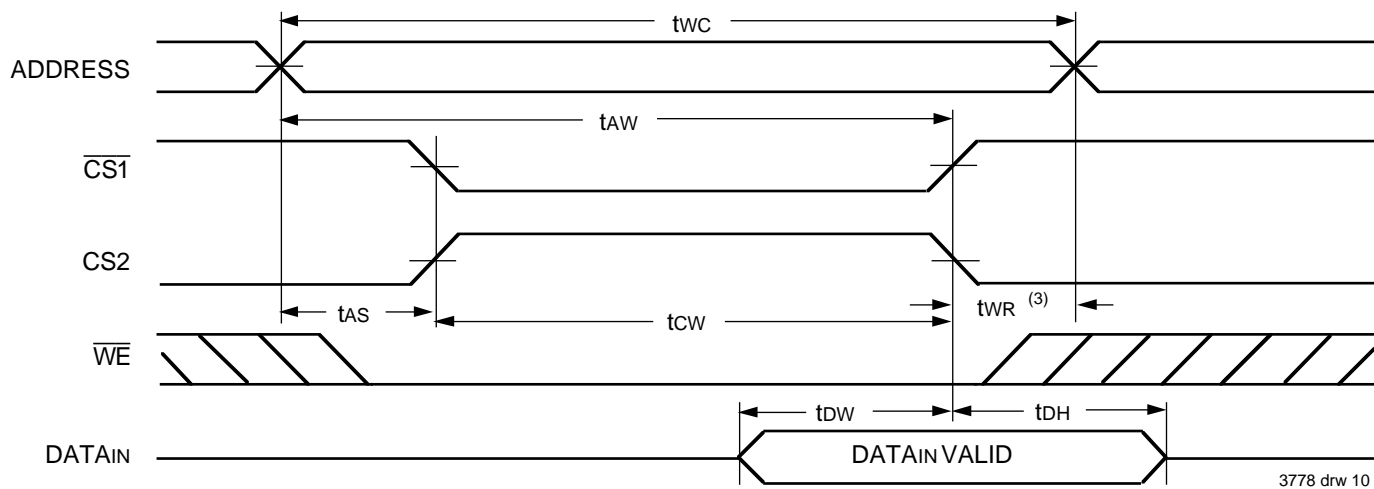 tWC
ADDRESS
tAW
CS1
CS2
tAS
tCW
tWR (3)
WE
tDW
tDH
DATAIN
DATAIN VALID
3778 drw 10